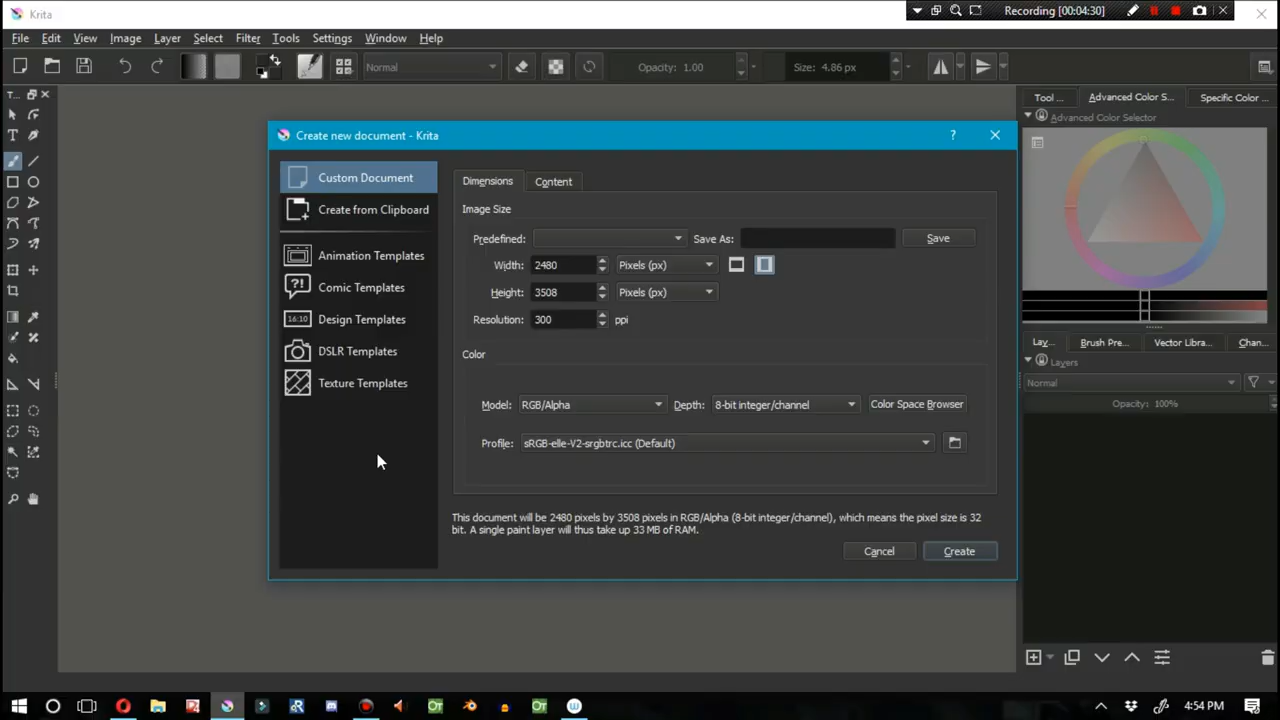 Krita
Recording [00:04:30]
File Edit View Image Layer Select Filter Tools Settings Window Help
Normal
Opacity: 1.00
Size: 4.86 px
T...
Tool ...
Advanced Color S...
Specific Color ...
Advanced Color Selector
Create new document - Krita
?
Custom Document
Create from Clipboard
Animation Templates
?!
Comic Templates
16:10
Design Templates
DSLR Templates
Texture Templates
Dimensions
Content
Image Size
Predefined:
Save As:
Save
Width: 2480 Pixels (px)
Height: 3508 Pixels (px)
Resolution: 300 ppi
Color
Model: RGB/Alpha Depth: 8-bit integer/channel Color Space Browser
Profile: sRGB-elle-V2-srgbtrc.icc (Default)
This document will be 2480 pixels by 3508 pixels in RGB/Alpha (8-bit integer/channel), which means the pixel size is 32
bit. A single paint layer will thus take up 33 MB of RAM.
Cancel
Create
Lay...
Brush Pre...
Vector Libra...
Chan...
Layers
Normal
Opacity: 100%
4:54 PM